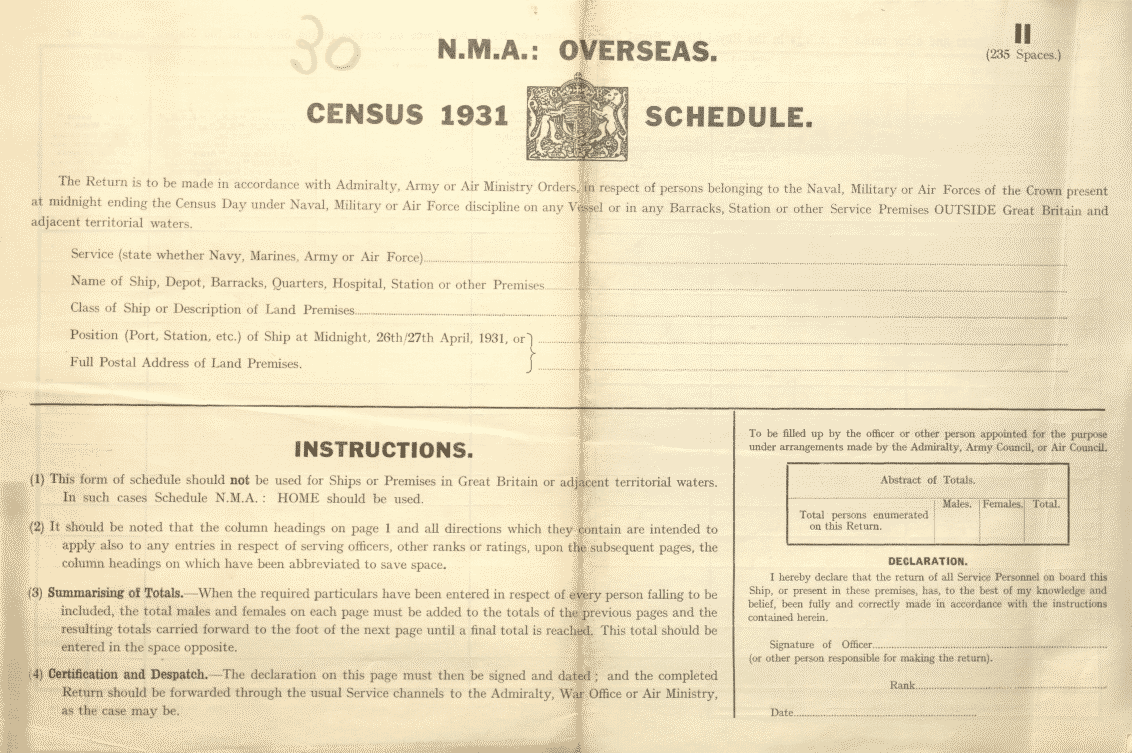 30
N.M.A.: OVERSEAS.
II
(235 Spaces.)
CENSUS 1931 SCHEDULE.
The Return is to be made in accordance with Admiralty, Army or Air Ministry Orders, in respect of persons belonging to the Naval, Military or Air Forces of the Crown present
at midnight ending the Census Day under Naval, Military or Air Force discipline on any Vessel or in any Barracks, Station or other Service Premises OUTSIDE Great Britain and
adjacent territorial waters.
Service (state whether Navy, Marines, Army or Air Force)
Name of Ship, Depot, Barracks, Quarters, Hospital, Station or other Premises
Class of Ship or Description of Land Premises
Position (Port, Station, etc.) of Ship at Midnight, 26th/27th April, 1931, or
Full Postal Address of Land Premises.
INSTRUCTIONS.
(1) This form of schedule should not be used for Ships or Premises in Great Britain or adjacent territorial waters.
In such cases Schedule N.M.A.: HOME should be used.
(2) It should be noted that the column headings on page 1 and all directions which they contain are intended to
apply also to any entries in respect of serving officers, other ranks or ratings, upon the subsequent pages, the
column headings on which have been abbreviated to save space.
(3) Summarising of Totals.—When the required particulars have been entered in respect of every person falling to be
included, the total males and females on each page must be added to the totals of the previous pages and the
resulting totals carried forward to the foot of the next page until a final total is reached. This total should be
entered in the space opposite.
(4) Certification and Despatch.—The declaration on this page must then be signed and dated; and the completed
Return should be forwarded through the usual Service channels to the Admiralty, War Office or Air Ministry,
as the case may be.
To be filled up by the officer or other person appointed for the purpose
under arrangements made by the Admiralty, Army Council, or Air Council.
Abstract of Totals.
Males. Females. Total.
Total persons enumerated
on this Return.
DECLARATION.
I hereby declare that the return of all Service Personnel on board this
Ship, or present in these premises, has, to the best of my knowledge and
belief, been fully and correctly made in accordance with the instructions
contained herein.
Signature of Officer
(or other person responsible for making the return).
Rank
Date